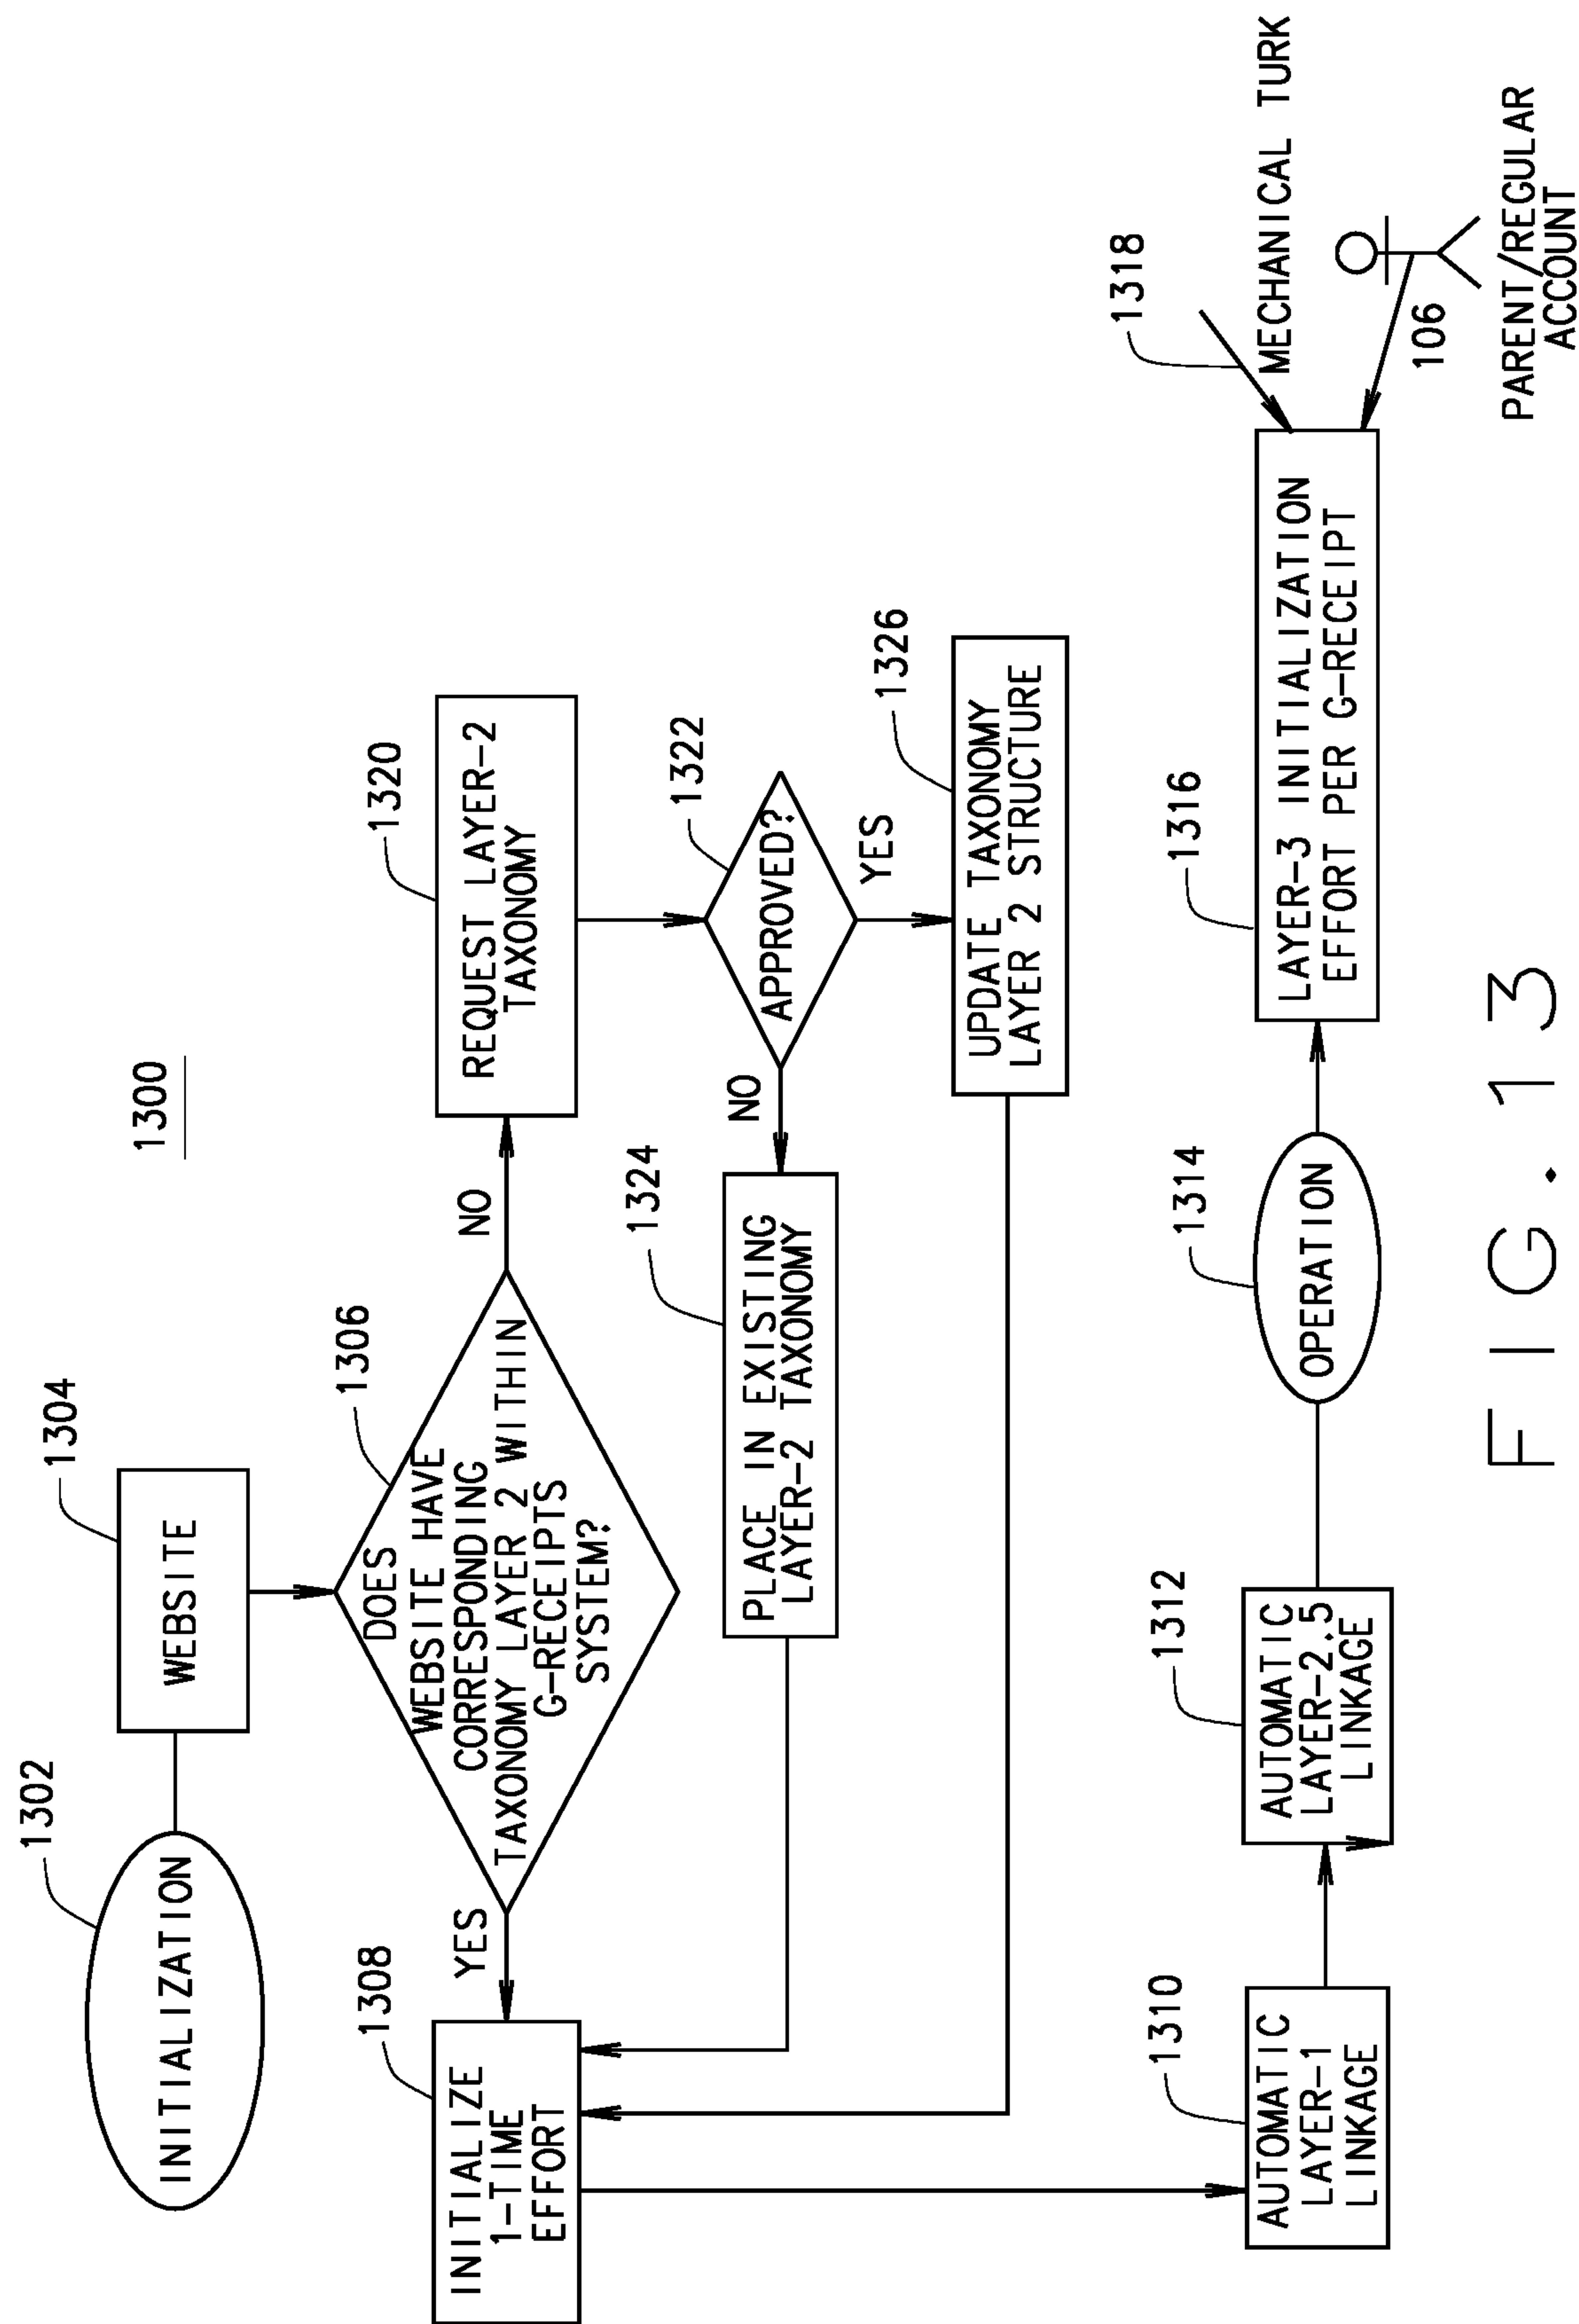 1300
1302
INITIALIZATION
1304
WEBSITE
1306
DOES
WEBSITE HAVE
CORRESPONDING
TAXONOMY LAYER 2 WITHIN
G-RECEIPTS
SYSTEM?
YES
NO
1308
INITIALIZE
1-TIME
EFFORT
1320
REQUEST LAYER-2
TAXONOMY
1322
APPROVED?
NO
YES
1324
PLACE IN EXISTING
LAYER-2 TAXONOMY
1326
UPDATE TAXONOMY
LAYER 2 STRUCTURE
1310
AUTOMATIC
LAYER-1
LINKAGE
1312
AUTOMATIC
LAYER-2.5
LINKAGE
1314
OPERATION
1316
LAYER-3 INITIALIZATION
EFFORT PER G-RECEIPT
1318
MECHANICAL TURK
106
PARENT/REGULAR
ACCOUNT
FIG. 13